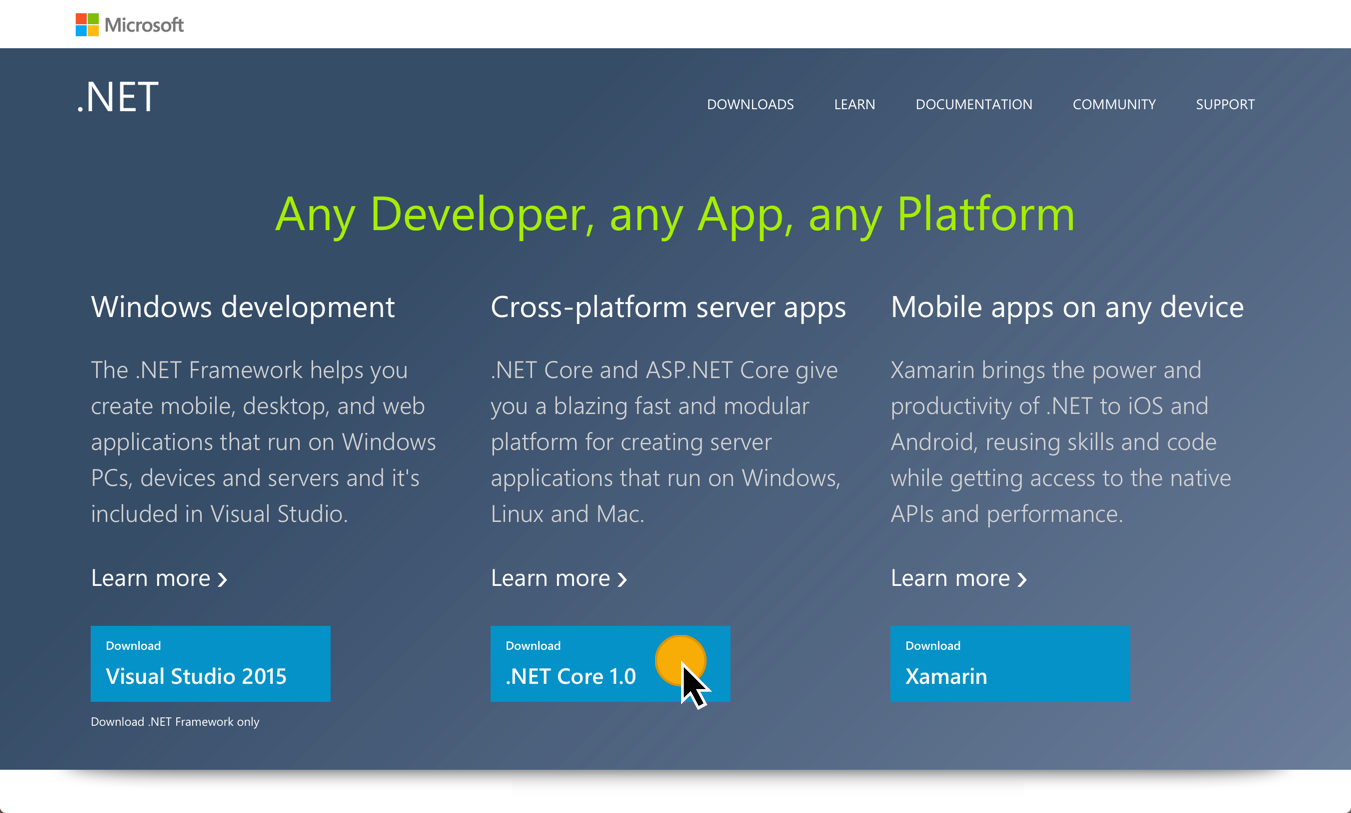 Microsoft
.NET
DOWNLOADS LEARN DOCUMENTATION COMMUNITY SUPPORT
Any Developer, any App, any Platform
Windows development
The .NET Framework helps you
create mobile, desktop, and web
applications that run on Windows
PCs, devices and servers and it's
included in Visual Studio.
Learn more ›
Download
Visual Studio 2015
Download .NET Framework only
Cross-platform server apps
.NET Core and ASP.NET Core give
you a blazing fast and modular
platform for creating server
applications that run on Windows,
Linux and Mac.
Learn more ›
Download
.NET Core 1.0
Mobile apps on any device
Xamarin brings the power and
productivity of .NET to iOS and
Android, reusing skills and code
while getting access to the native
APIs and performance.
Learn more ›
Download
Xamarin